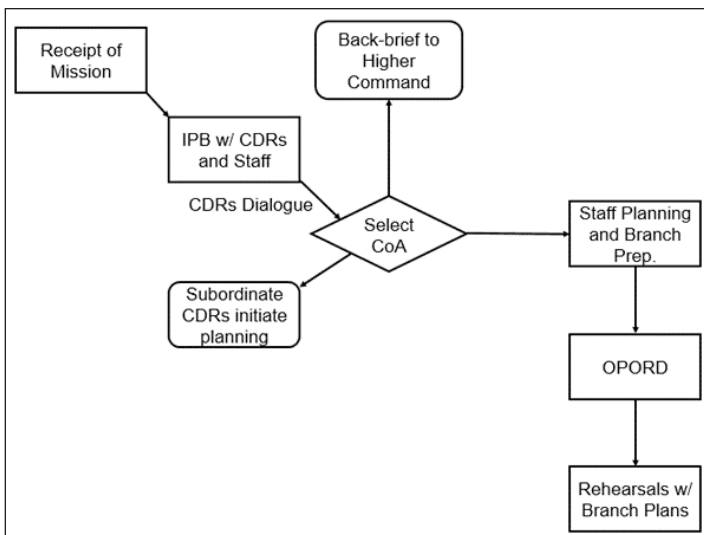 Receipt of
Mission
Back-brief to
Higher
Command
IPB w/ CDRs
and Staff
CDRs Dialogue
Select
CoA
Staff Planning
and Branch
Prep.
Subordinate
CDRs initiate
planning
OPORD
Rehearsals w/
Branch Plans